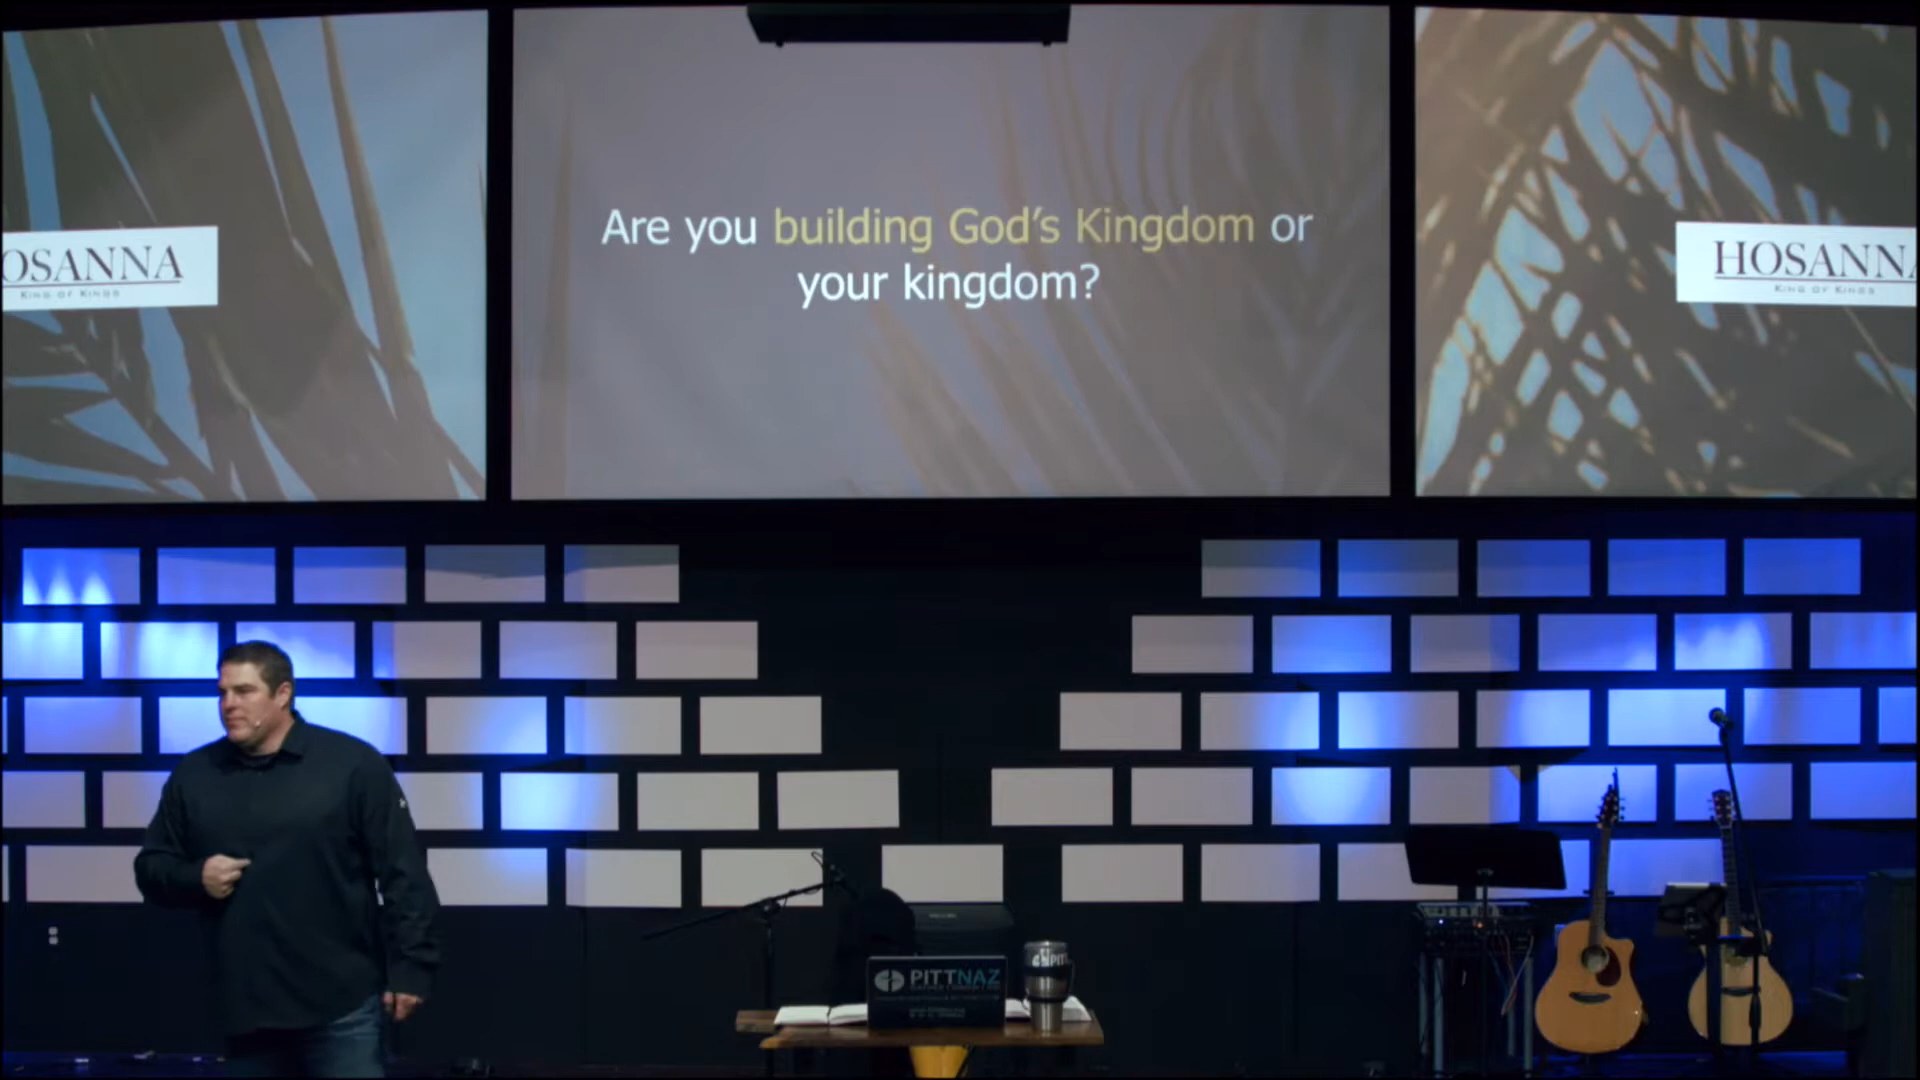 Are you building God's Kingdom or
your kingdom?
OSANNA
KING OF KINGS
HOSANNA
KING OF KINGS
PITTNAZ